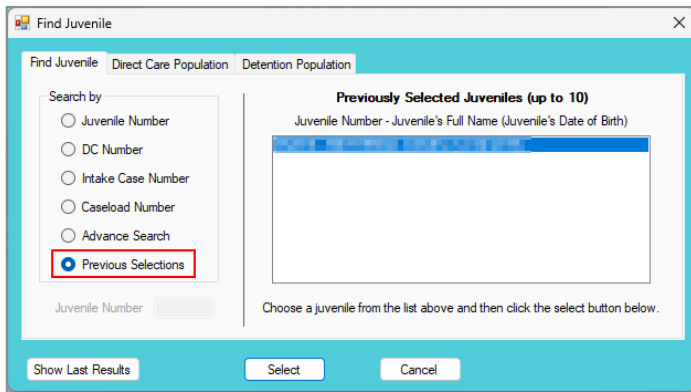 Find Juvenile
Find Juvenile
Direct Care Population
Detention Population
Search by
Juvenile Number
DC Number
Intake Case Number
Caseload Number
Advance Search
Previous Selections
Juvenile Number
Previously Selected Juveniles (up to 10)
Juvenile Number - Juvenile's Full Name (Juvenile's Date of Birth)
Choose a juvenile from the list above and then click the select button below.
Show Last Results
Select
Cancel